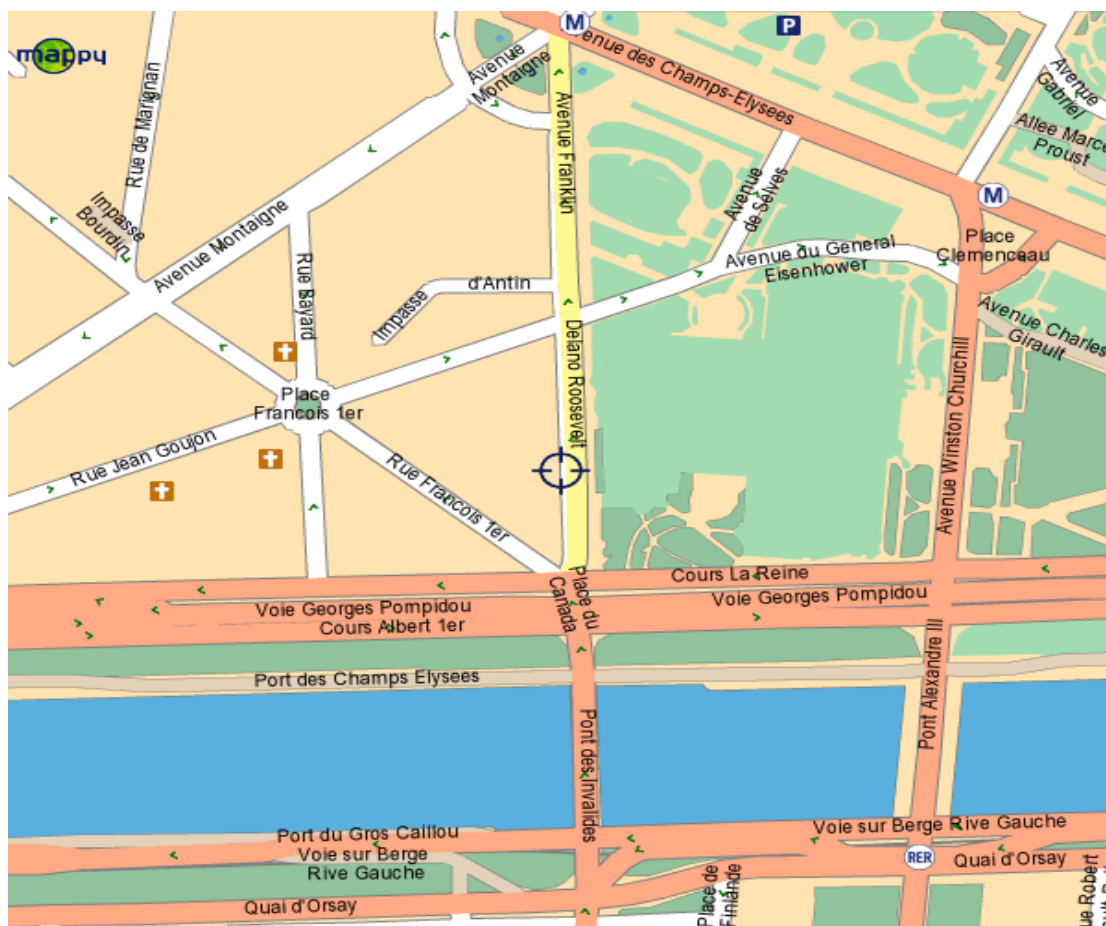 mappy
M
P
Avenue des Champs-Elysees
Avenue
Montaigne
Rue de Marignan
Avenue Franklin
Avenue
Gabriel
Allee Marce
Proust
M
Avenue
de Selves
Impasse
Bourdin
Avenue Montaigne
Place
Clemenceau
Avenue du General
Eisenhower
Rue Bayard
d'Antin
Impasse
Avenue Charles
Girault
Delano Roosevelt
Avenue Winston Churchill
Place
Francois 1er
Rue Jean Goujon
Rue Francois 1er
Cours La Reine
Place du
Canada
Voie Georges Pompidou
Voie Georges Pompidou
Cours Albert 1er
Port des Champs Elysees
Pont Alexandre III
Pont des Invalides
Port du Gros Caillou
Voie sur Berge Rive Gauche
Voie sur Berge
Rive Gauche
RER
Quai d'Orsay
Place de
Finlande
Quai d'Orsay
ue Robert